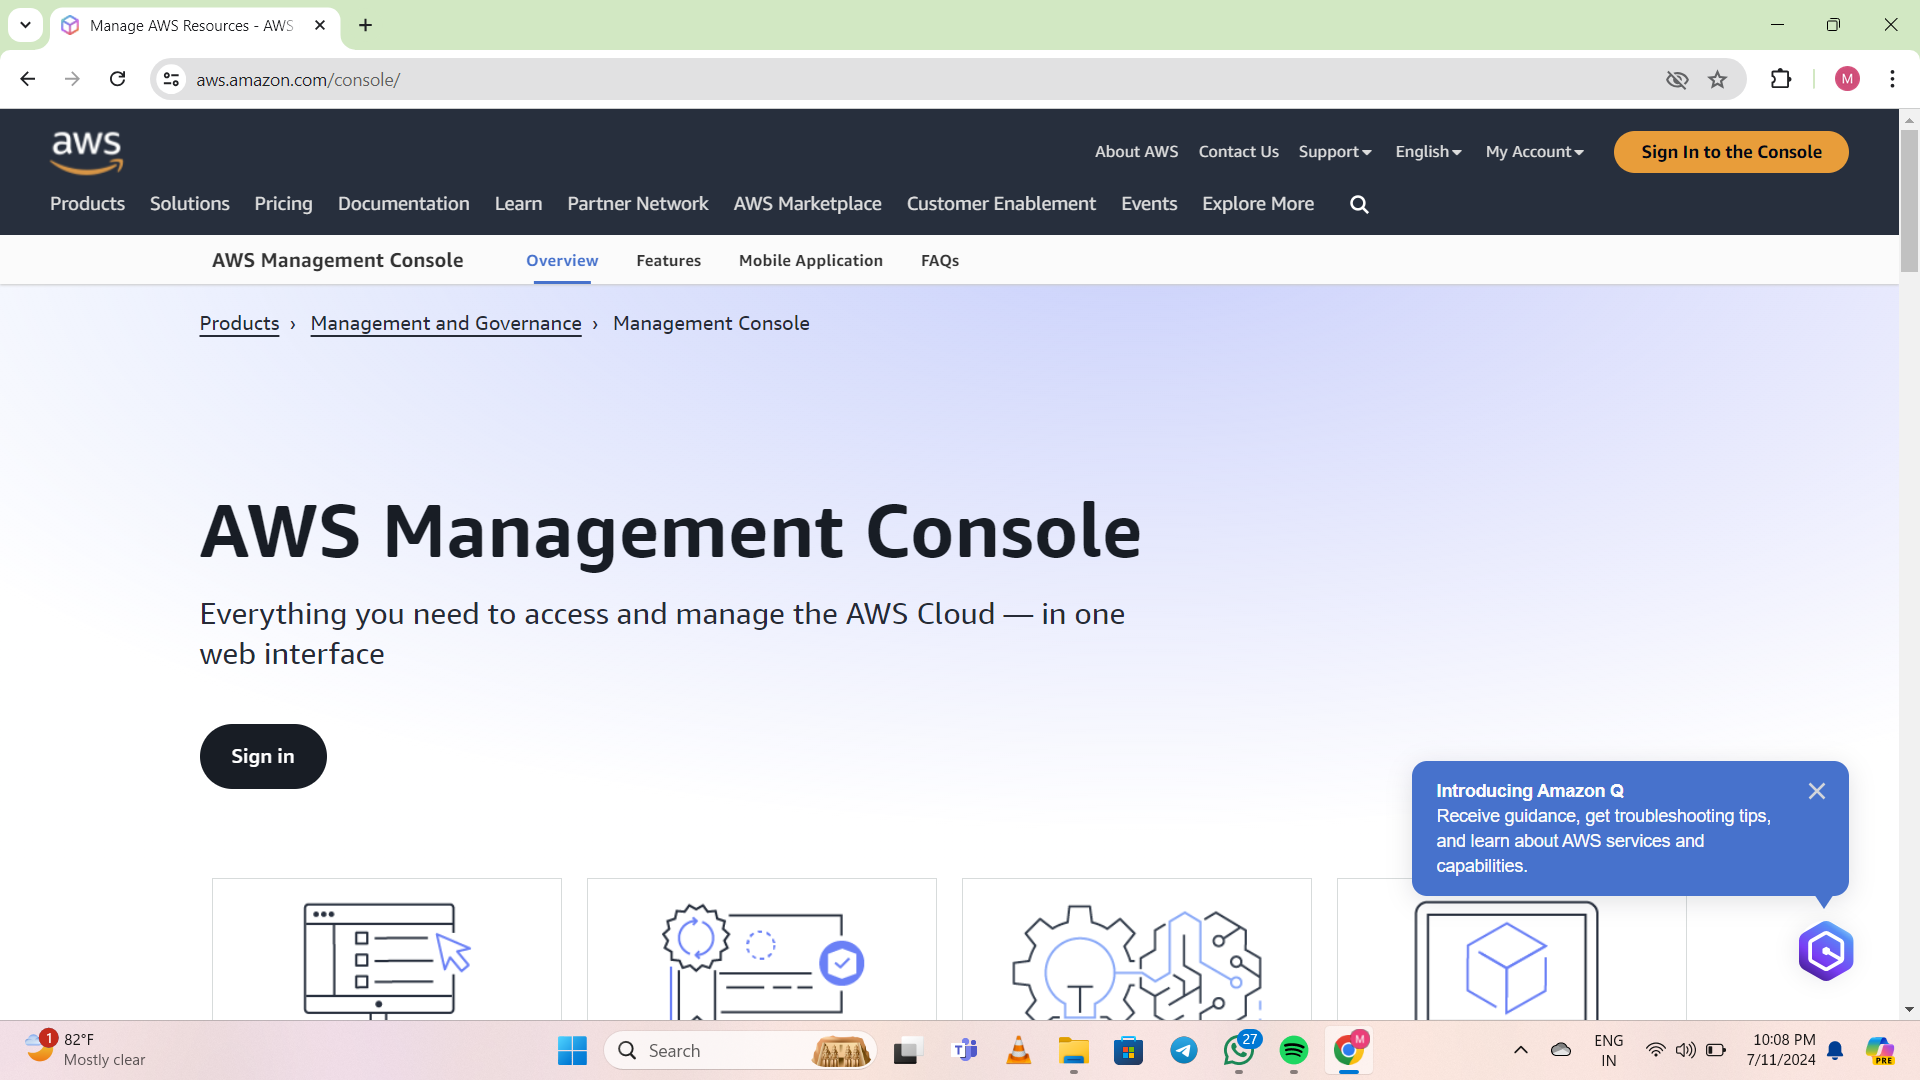 Manage AWS Resources - AWS
aws.amazon.com/console/
M
aws
About AWS Contact Us Support English My Account Sign In to the Console
Products Solutions Pricing Documentation Learn Partner Network AWS Marketplace Customer Enablement Events Explore More
AWS Management Console Overview Features Mobile Application FAQs
Products › Management and Governance › Management Console
AWS Management Console
Everything you need to access and manage the AWS Cloud — in one
web interface
Sign in
Introducing Amazon Q
Receive guidance, get troubleshooting tips,
and learn about AWS services and
capabilities.
1
82°F
Mostly clear
Search
27
M
ENG
IN
10:08 PM
7/11/2024
PRE